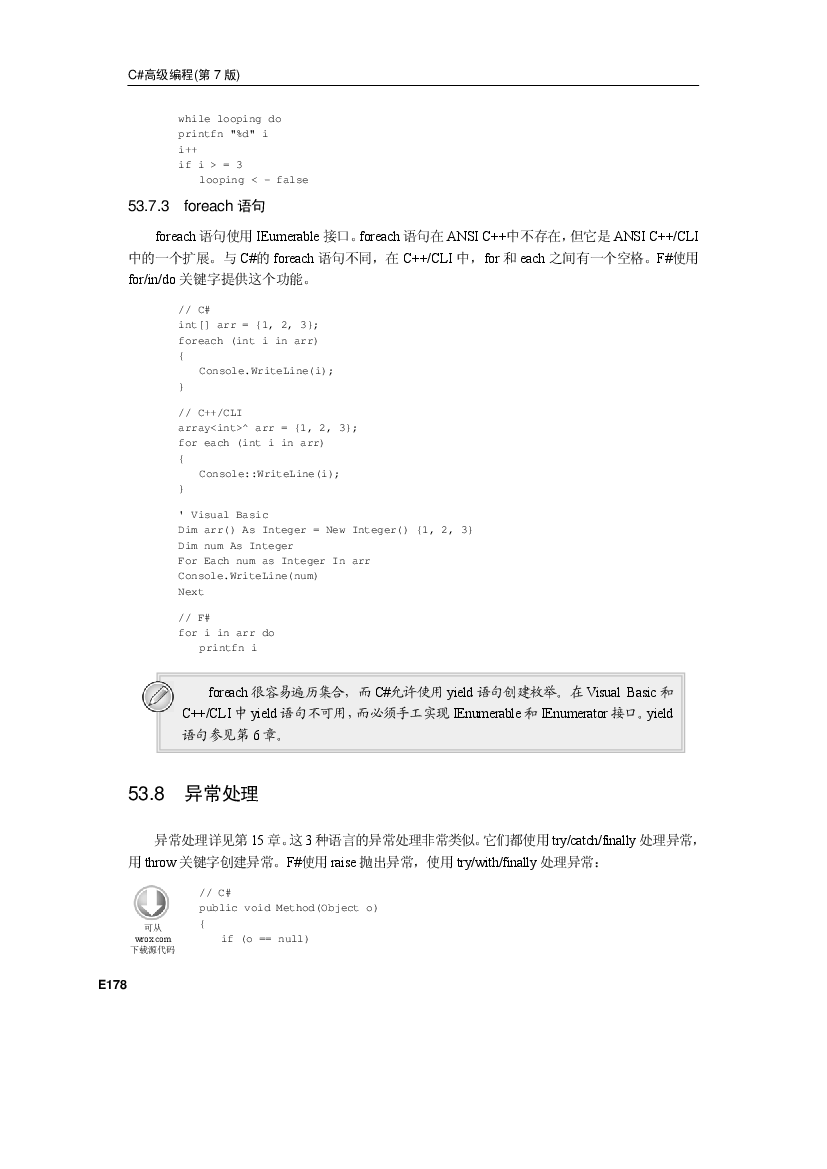 C#高级编程(第 7 版)
while looping do
printfn "%d" i
i++
if i > = 3
looping < - false
53.7.3 foreach 语句
foreach 语句使用 IEumerable 接口。foreach 语句在 ANSI C++中不存在，但它是 ANSI C++/CLI
中的一个扩展。与 C#的 foreach 语句不同，在 C++/CLI 中，for 和 each 之间有一个空格。F#使用
for/in/do 关键字提供这个功能。
// C#
int[] arr = {1, 2, 3};
foreach (int i in arr)
{
Console.WriteLine(i);
}
// C++/CLI
array<int>^ arr = {1, 2, 3};
for each (int i in arr)
{
Console::WriteLine(i);
}
' Visual Basic
Dim arr() As Integer = New Integer() {1, 2, 3}
Dim num As Integer
For Each num as Integer In arr
Console.WriteLine(num)
Next
// F#
for i in arr do
printfn i
foreach 很容易遍历集合，而 C#允许使用 yield 语句创建枚举。在 Visual Basic 和
C++/CLI 中 yield 语句不可用，而必须手工实现 IEnumerable 和 IEnumerator 接口。yield
语句参见第 6 章。
53.8 异常处理
异常处理详见第 15 章。这 3 种语言的异常处理非常类似。它们都使用 try/catch/finally 处理异常，
用 throw 关键字创建异常。F#使用 raise 抛出异常，使用 try/with/finally 处理异常：
// C#
public void Method(Object o)
{
if (o == null)
可从
wrox.com
下载源代码
E178